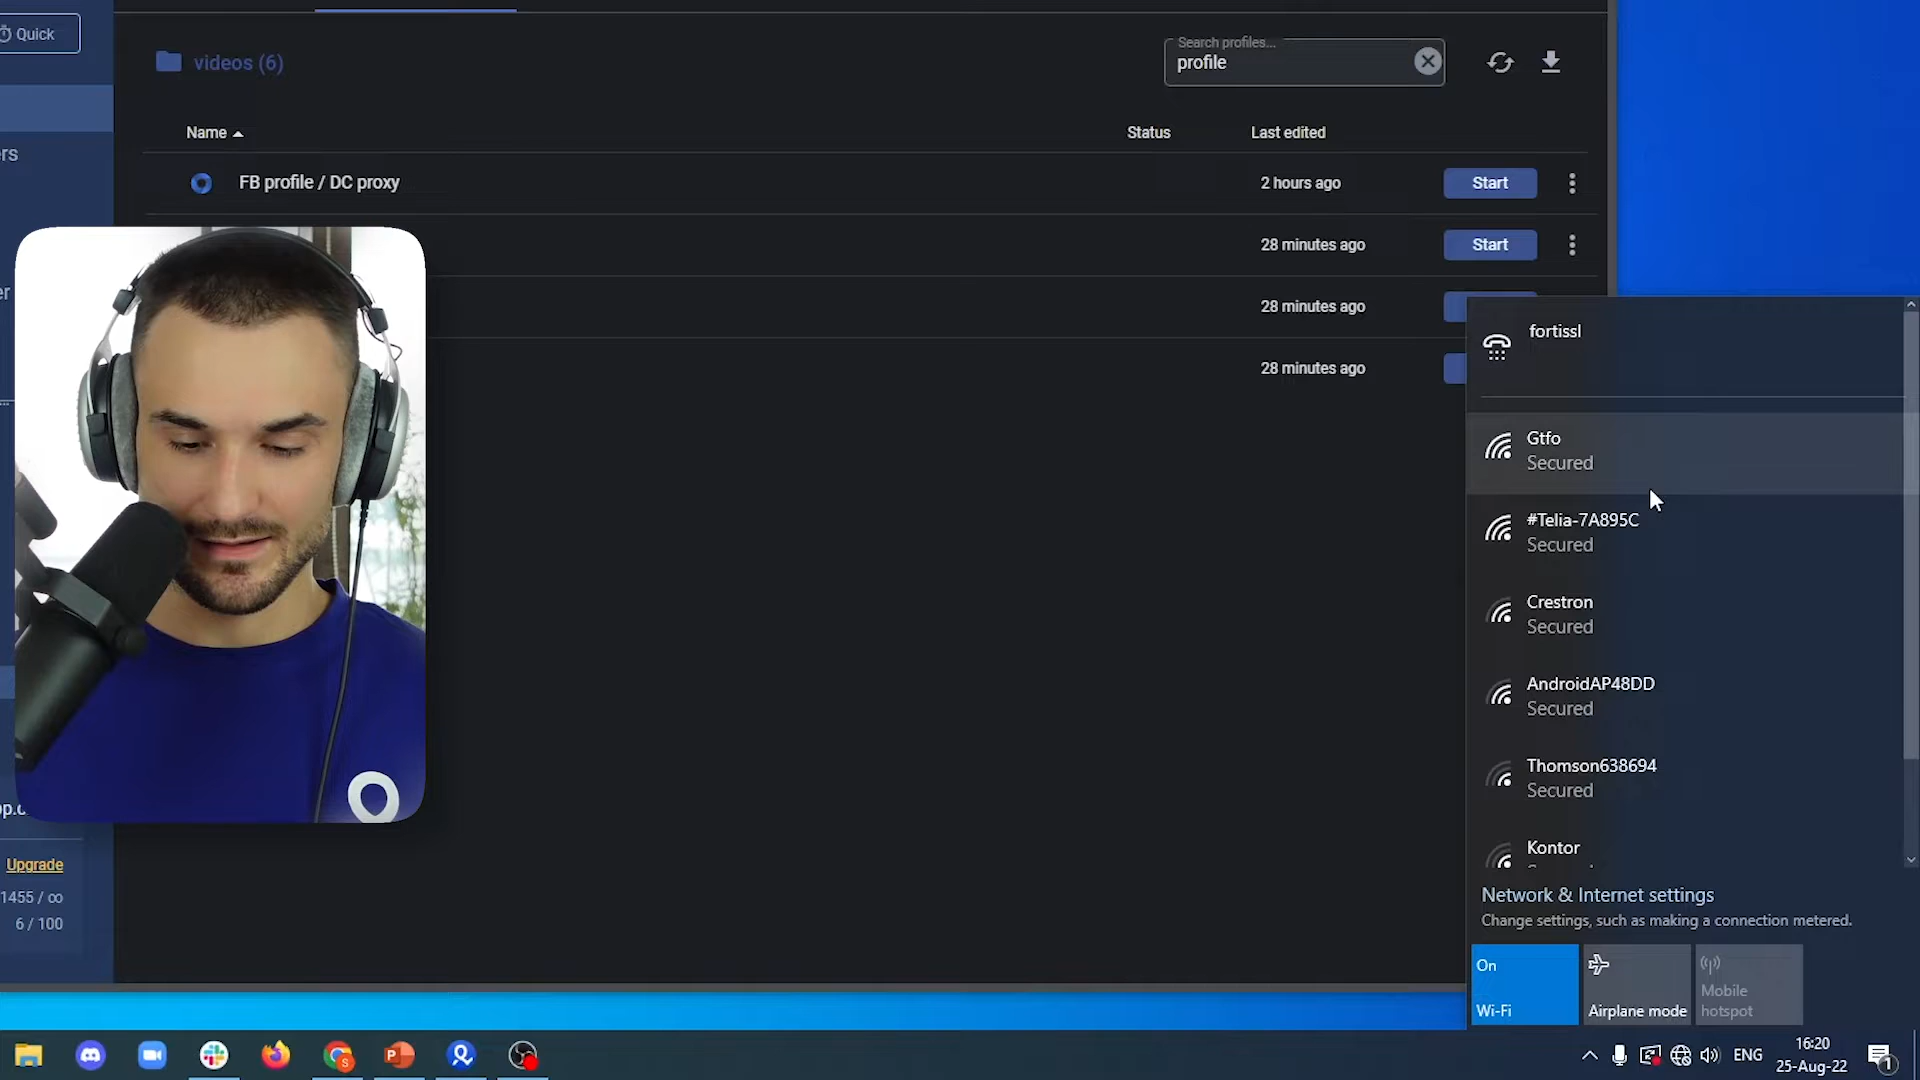 Quick
videos (6)
Search profiles...
profile
Name
Status
Last edited
FB profile / DC proxy
2 hours ago
Start
28 minutes ago
Start
28 minutes ago
28 minutes ago
fortissl
Gtfo
Secured
#Telia-7A895C
Secured
Crestron
Secured
AndroidAP48DD
Secured
Thomson638694
Secured
Kontor
Network & Internet settings
Change settings, such as making a connection metered.
On
Wi-Fi
Airplane mode
Mobile
hotspot
Upgrade
1455 / ∞
6 / 100
ENG
16:20
25-Aug-22
1